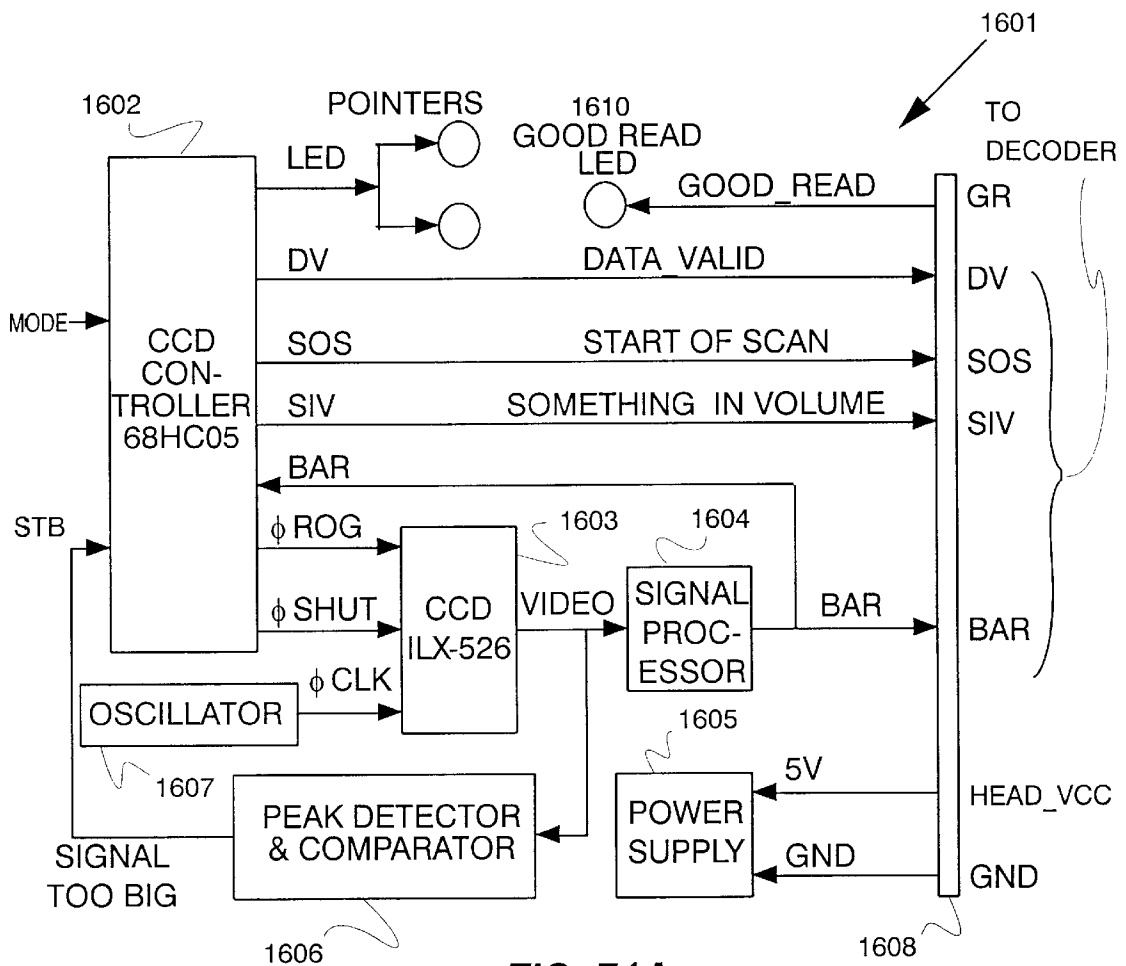 1601
1602
POINTERS
1610
GOOD READ
LED
TO
DECODER
LED
GOOD_READ
GR
DV
DATA_VALID
DV
MODE
CCD
CON-
TROLLER
68HC05
SOS
START OF SCAN
SOS
SIV
SOMETHING IN VOLUME
SIV
BAR
STB
φ ROG
1603
1604
φ SHUT
CCD
ILX-526
VIDEO
SIGNAL
PROC-
ESSOR
BAR
BAR
φ CLK
OSCILLATOR
1607
1605
5V
HEAD_VCC
PEAK DETECTOR
& COMPARATOR
POWER
SUPPLY
GND
GND
SIGNAL
TOO BIG
1606
1608